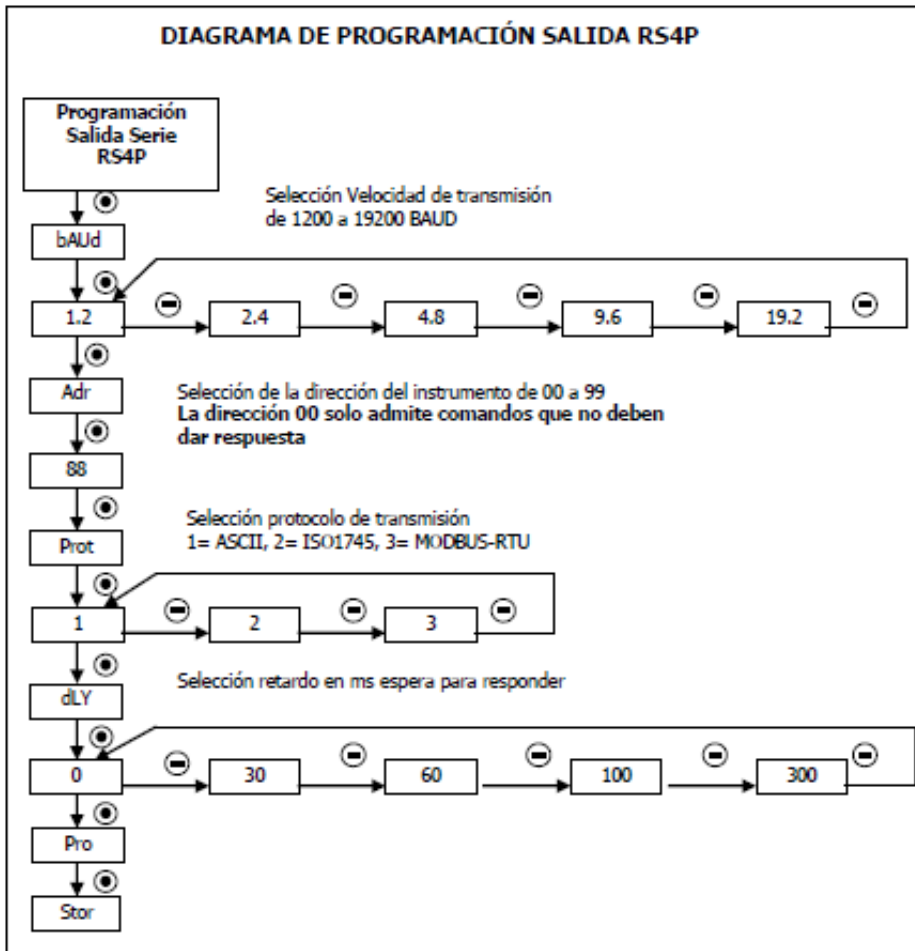 DIAGRAMA DE PROGRAMACIÓN SALIDA RS4P
Programación
Salida Serie
RS4P
Selección Velocidad de transmisión
de 1200 a 19200 BAUD
bAUd
1.2
2.4
4.8
9.6
19.2
Adr
Selección de la dirección del instrumento de 00 a 99
La dirección 00 solo admite comandos que no deben
dar respuesta
88
Selección protocolo de transmisión
1= ASCII, 2= ISO1745, 3= MODBUS-RTU
Prot
1
2
3
Selección retardo en ms espera para responder
dLY
0
30
60
100
300
Pro
Stor